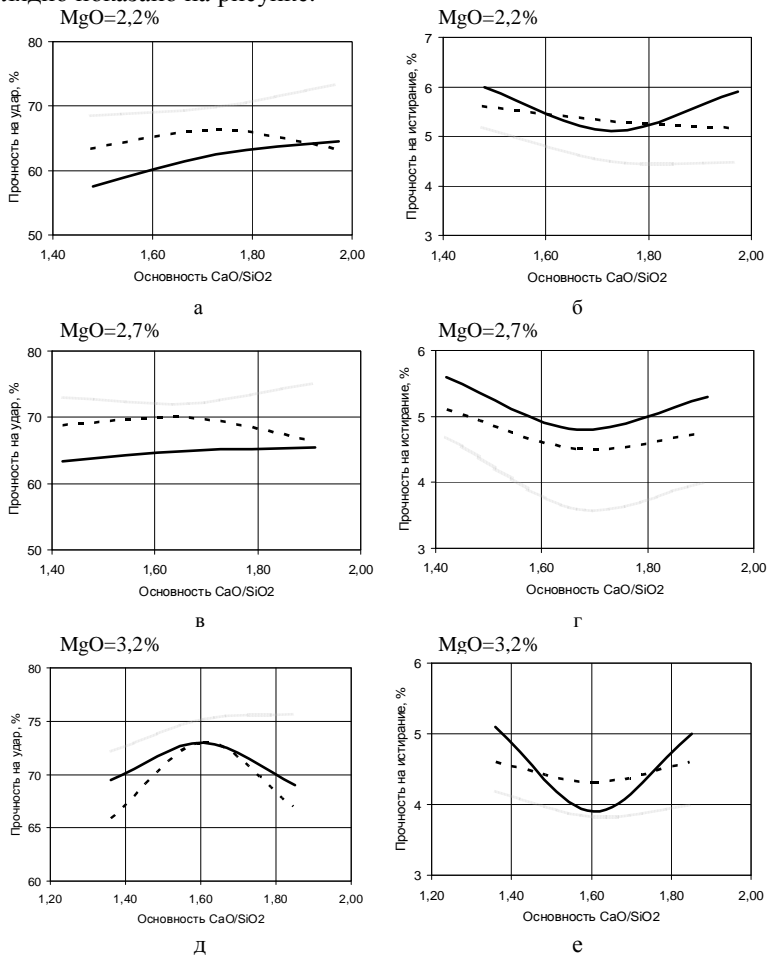 показано на рисунке.
MgO=2,2%
Прочность на удар, %
80
70
60
50
1,40 1,60 1,80 2,00
Основность CaO/SiO2
а
Прочность на истирание, %
7
6
5
4
3
1,40 1,60 1,80 2,00
Основность CaO/SiO2
б
MgO=2,7%
Прочность на удар, %
80
70
60
50
1,40 1,60 1,80 2,00
Основность CaO/SiO2
в
MgO=2,7%
Прочность на истирание, %
6
5
4
3
1,40 1,60 1,80 2,00
Основность CaO/SiO2
г
MgO=3,2%
Прочность на удар, %
80
75
70
65
60
1,20 1,40 1,60 1,80 2,00
Основность CaO/SiO2
д
MgO=3,2%
Прочность на истирание, %
6
5
4
3
1,20 1,40 1,60 1,80 2,00
Основность CaO/SiO2
е